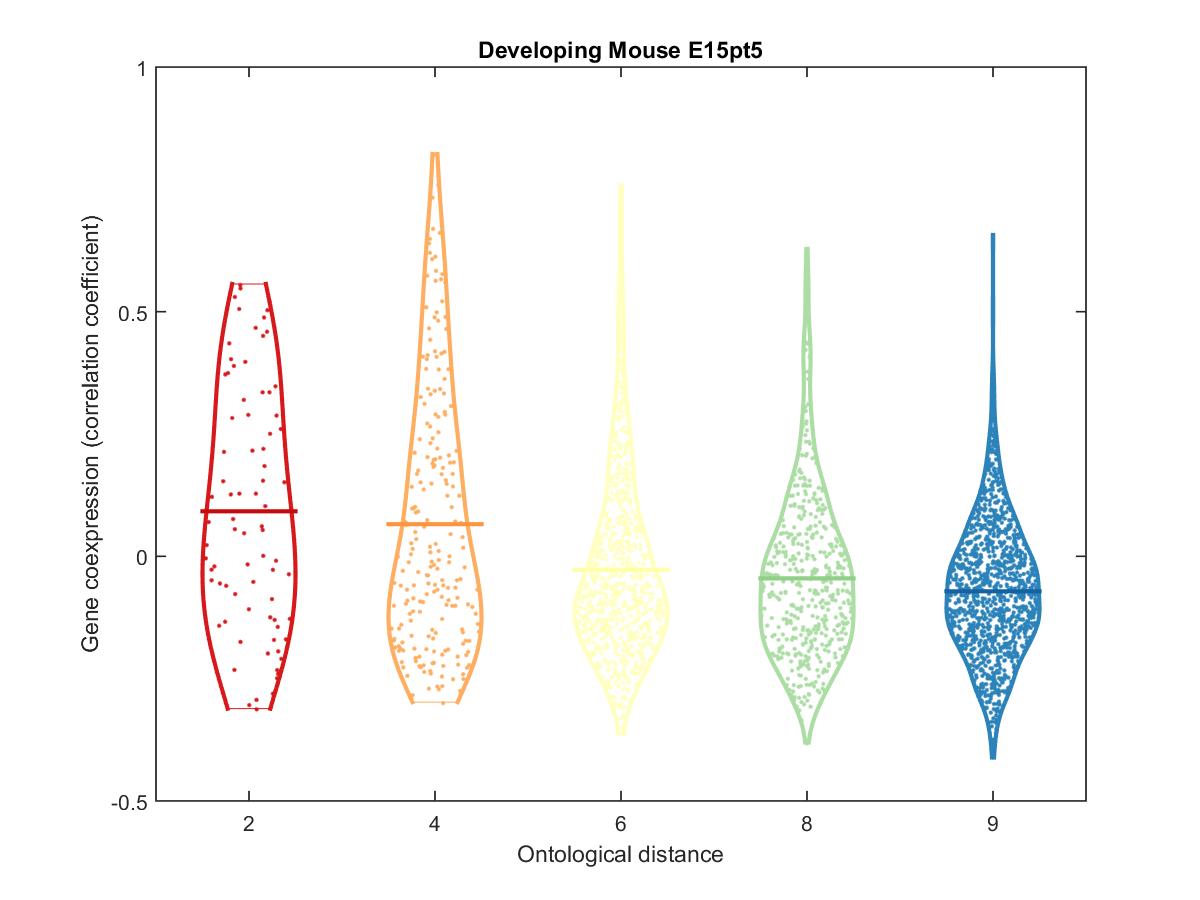 Developing Mouse E15pt5
Gene coexpression (correlation coefficient)
1
0.5
0
-0.5
2 4 6 8 9
Ontological distance